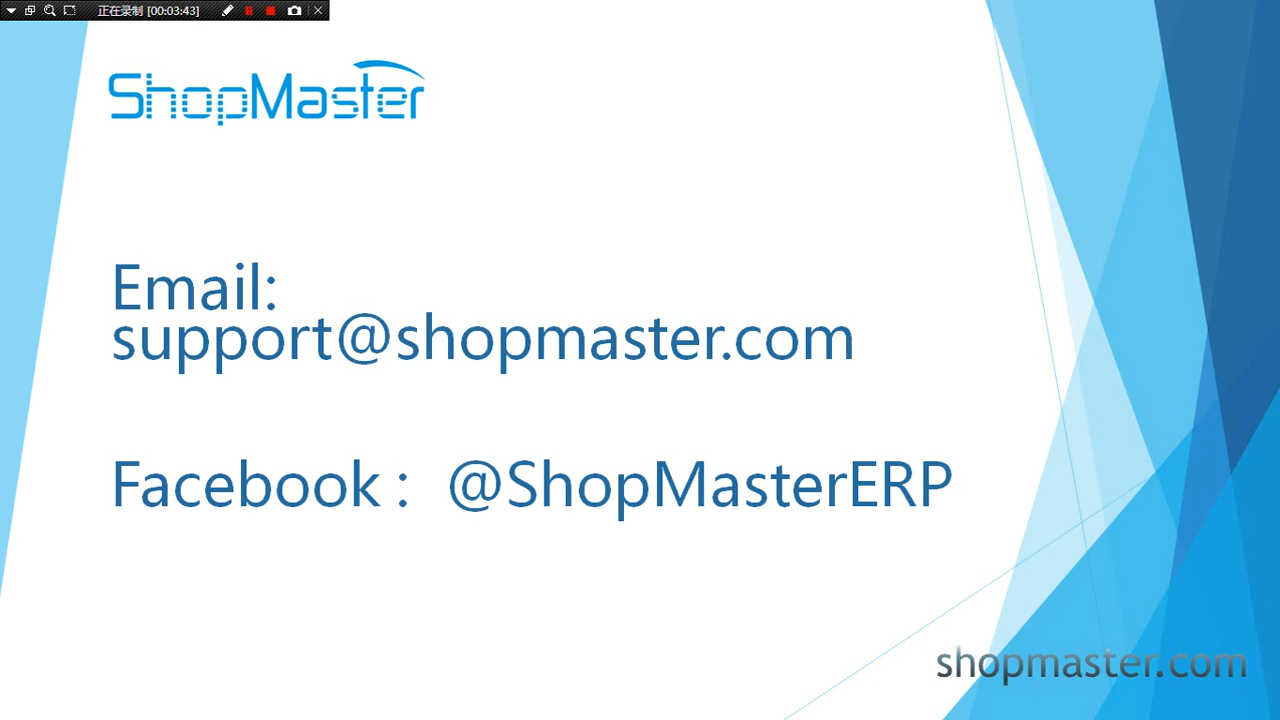 正在录制 [00:03:43]
ShopMaster
Email:
support@shopmaster.com
Facebook : @ShopMasterERP
shopmaster.com